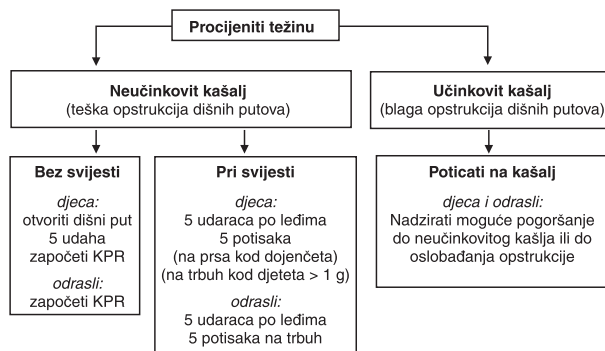 Procijeniti težinu
Neučinkovit kašalj
(teška opstrukcija dišnih putova)
Učinkovit kašalj
(blaga opstrukcija dišnih putova)
Bez svijesti
djeca:
otvoriti dišni put
5 udaha
započeti KPR
odrasli:
započeti KPR
Pri svijesti
djeca:
5 udaraca po leđima
5 potisaka
(na prsa kod dojenčeta)
(na trbuh kod djeteta > 1 g)
odrasli:
5 udaraca po leđima
5 potisaka na trbuh
Poticati na kašalj
djeca i odrasli:
Nadzirati moguće pogoršanje
do neučinkovitog kašlja ili do
oslobađanja opstrukcije